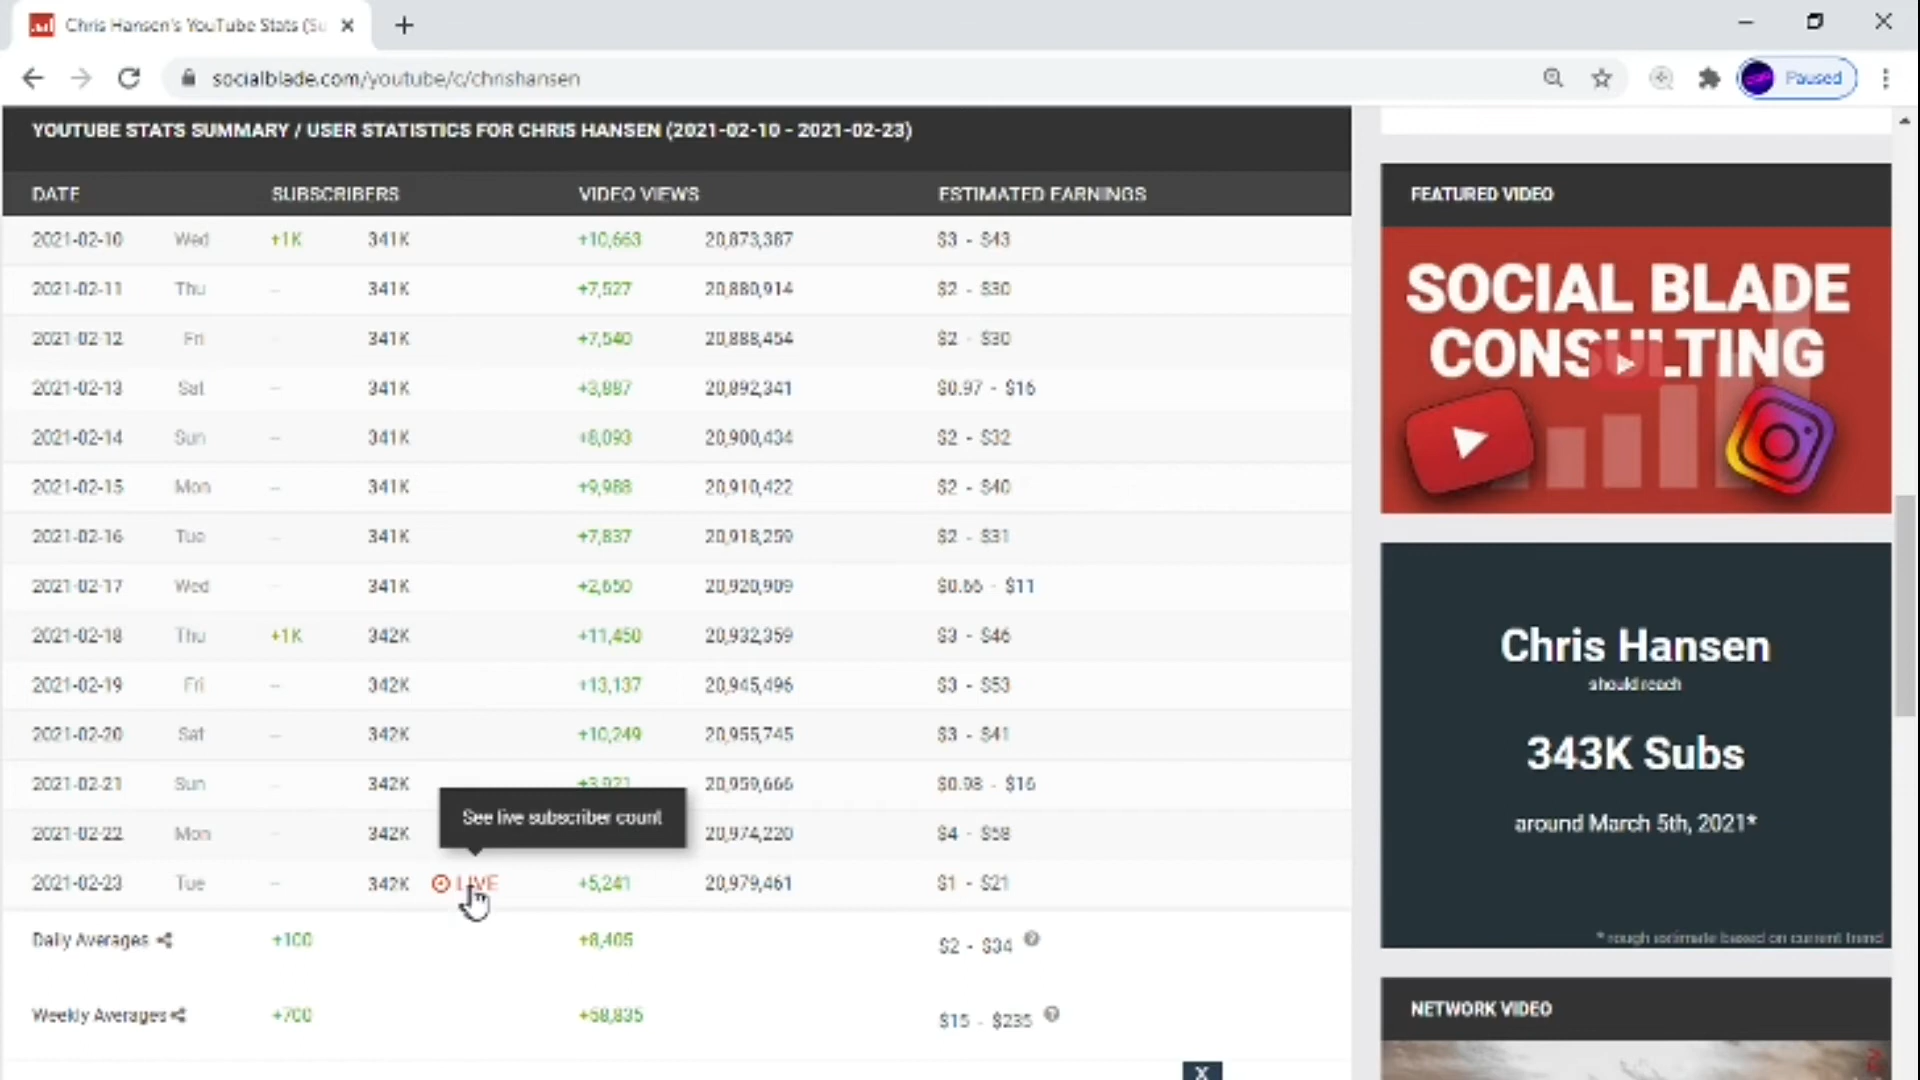 Chris Hansen's YouTube Stats (Su
socialblade.com/youtube/c/chrishansen
Paused
YOUTUBE STATS SUMMARY / USER STATISTICS FOR CHRIS HANSEN (2021-02-10 - 2021-02-23)
DATE SUBSCRIBERS VIDEO VIEWS ESTIMATED EARNINGS
2021-02-10 Wed +1K 341K +10,663 20,873,387 $3 - $43
2021-02-11 Thu -- 341K +7,527 20,880,914 $2 - $30
2021-02-12 Fri -- 341K +7,540 20,888,454 $2 - $30
2021-02-13 Sat -- 341K +3,887 20,892,341 $0.97 - $16
2021-02-14 Sun -- 341K +8,093 20,900,434 $2 - $32
2021-02-15 Mon -- 341K +9,988 20,910,422 $2 - $40
2021-02-16 Tue -- 341K +7,837 20,918,259 $2 - $31
2021-02-17 Wed -- 341K +2,650 20,920,909 $0.66 - $11
2021-02-18 Thu +1K 342K +11,450 20,932,359 $3 - $46
2021-02-19 Fri -- 342K +13,137 20,945,496 $3 - $53
2021-02-20 Sat -- 342K +10,249 20,955,745 $3 - $41
2021-02-21 Sun -- 342K +3,921 20,959,666 $0.98 - $16
See live subscriber count
2021-02-22 Mon -- 342K 20,974,220 $4 - $58
2021-02-23 Tue -- 342K LIVE +5,241 20,979,461 $1 - $21
Daily Averages +100 +8,405 $2 - $34
Weekly Averages +700 +58,835 $15 - $235
X
FEATURED VIDEO
SOCIAL BLADE
CONSULTING
Chris Hansen
should reach
343K Subs
around March 5th, 2021*
* rough estimate based on current trend
NETWORK VIDEO